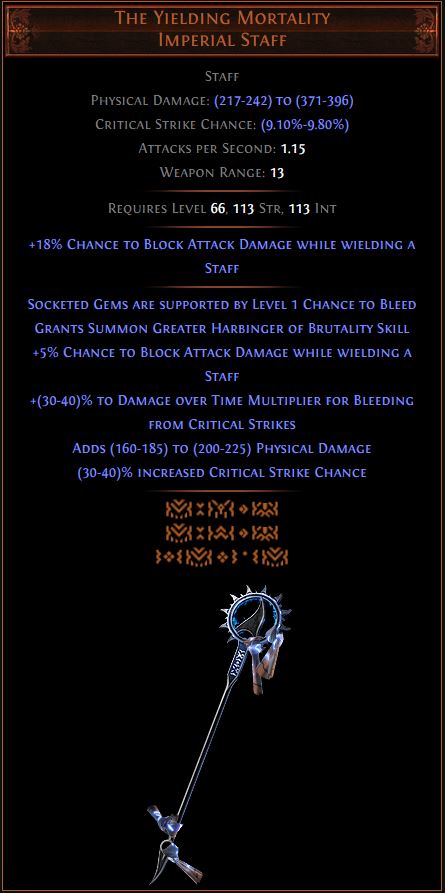 The Yielding Mortality
Imperial Staff
Staff
Physical Damage: (217-242) to (371-396)
Critical Strike Chance: (9.10%-9.80%)
Attacks per Second: 1.15
Weapon Range: 13
Requires Level 66, 113 Str, 113 Int
+18% Chance to Block Attack Damage while wielding a
Staff
Socketed Gems are supported by Level 1 Chance to Bleed
Grants Summon Greater Harbinger of Brutality Skill
+5% Chance to Block Attack Damage while wielding a
Staff
+(30-40)% to Damage over Time Multiplier for Bleeding
from Critical Strikes
Adds (160-185) to (200-225) Physical Damage
(30-40)% increased Critical Strike Chance